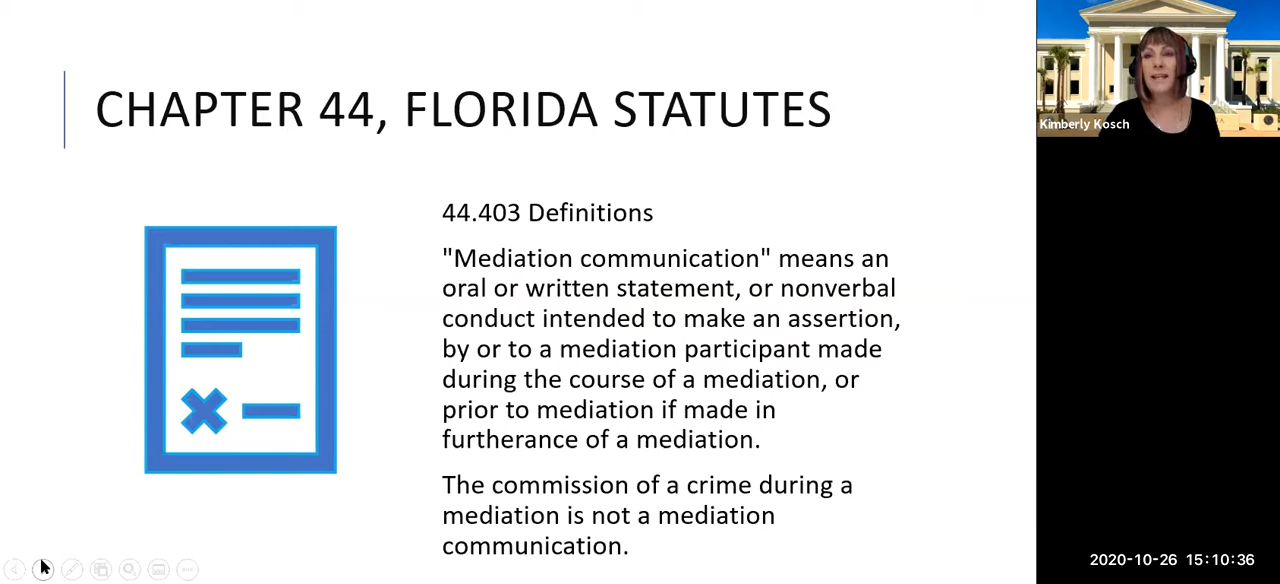 CHAPTER 44, FLORIDA STATUTES
Kimberly Kosch
44.403 Definitions
"Mediation communication" means an
oral or written statement, or nonverbal
conduct intended to make an assertion,
by or to a mediation participant made
during the course of a mediation, or
prior to mediation if made in
furtherance of a mediation.
The commission of a crime during a
mediation is not a mediation
communication.
2020-10-26 15:10:36